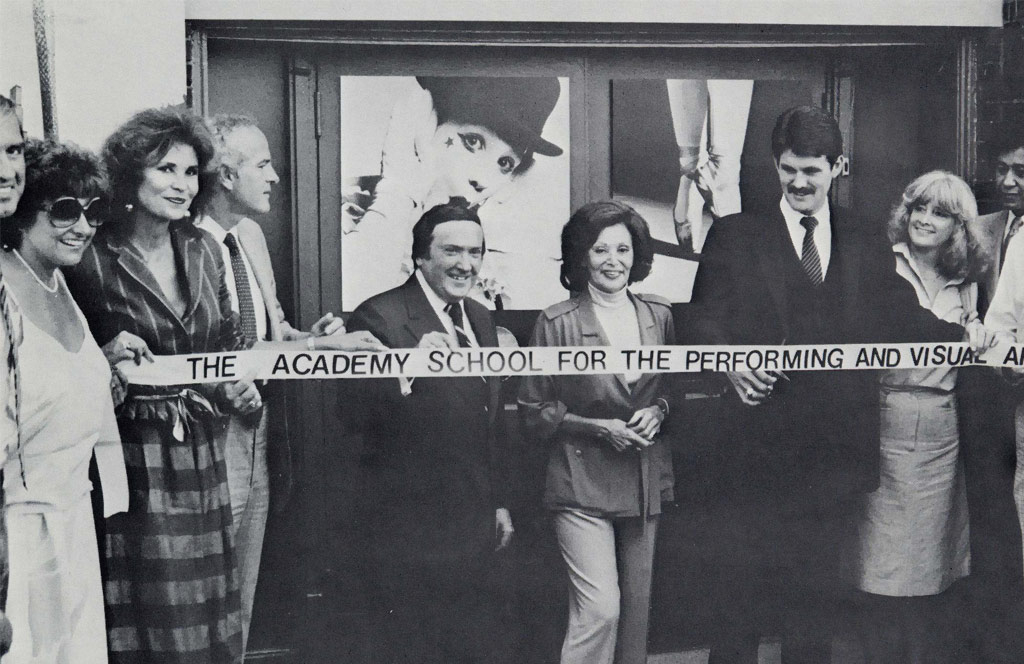 THE ACADEMY SCHOOL FOR THE PERFORMING AND VISUAL